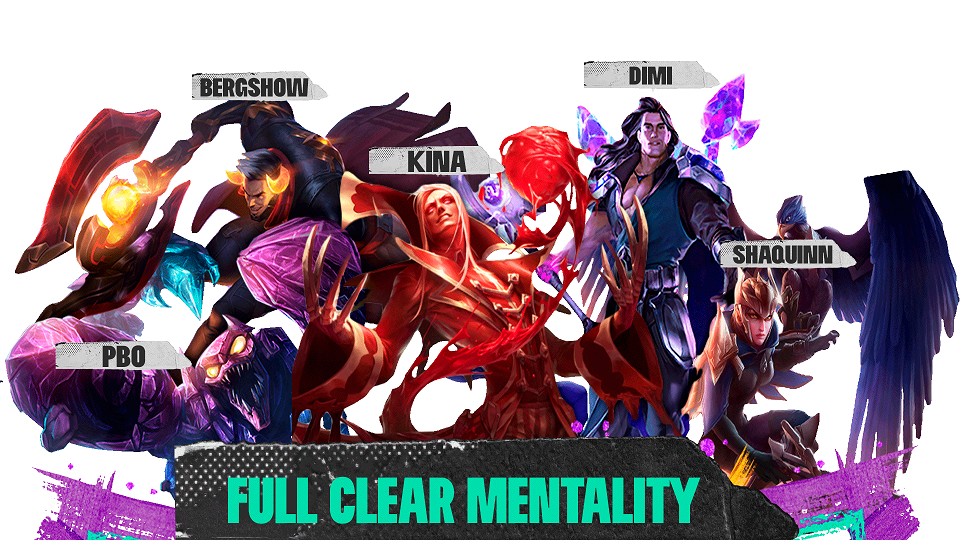 BERGSHOW
DIMI
KINA
SHAQUINN
PBO
FULL CLEAR MENTALITY